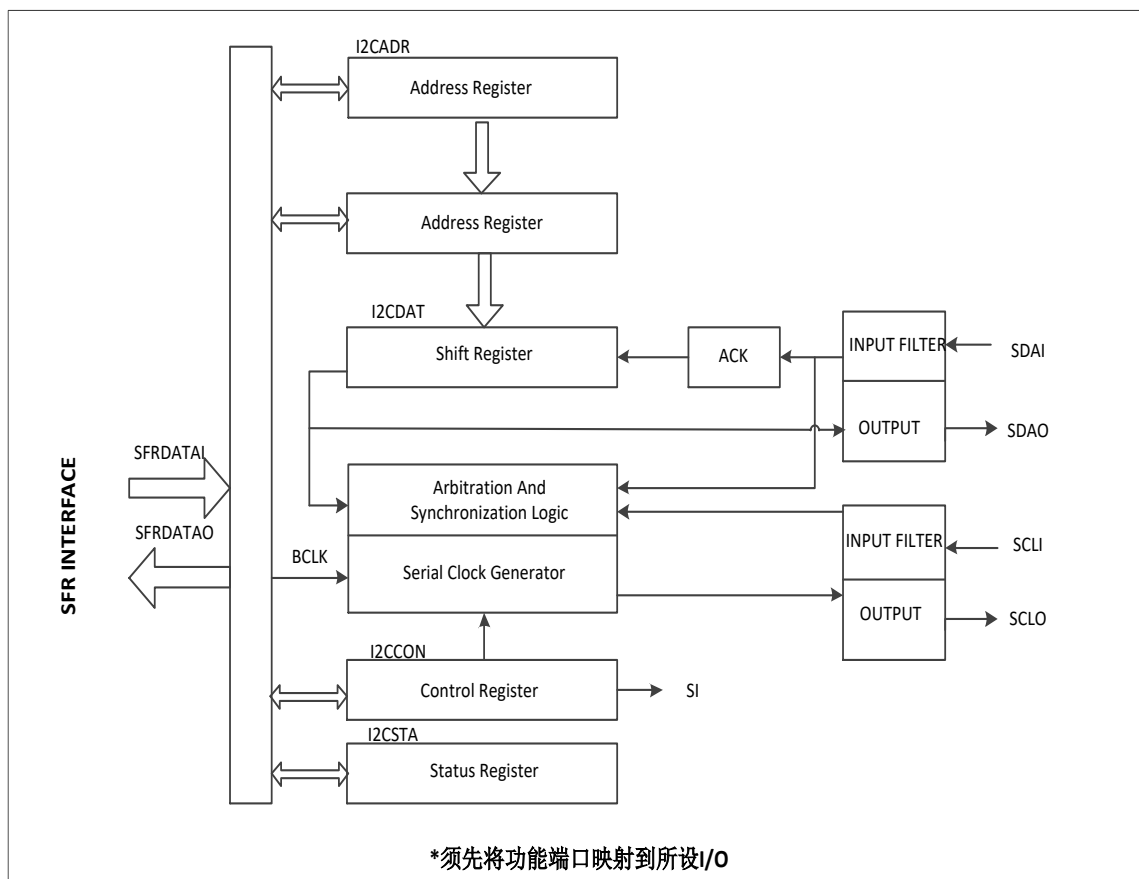 I2CADR
Address Register
Address Register
I2CDAT
Shift Register
ACK
INPUT FILTER
SDAI
OUTPUT
SDAO
SFR INTERFACE
SFRDATAI
SFRDATAO
Arbitration And
Synchronization Logic
BCLK
Serial Clock Generator
INPUT FILTER
SCLI
OUTPUT
SCLO
I2CCON
Control Register
SI
I2CSTA
Status Register
*须先将功能端口映射到所设I/O